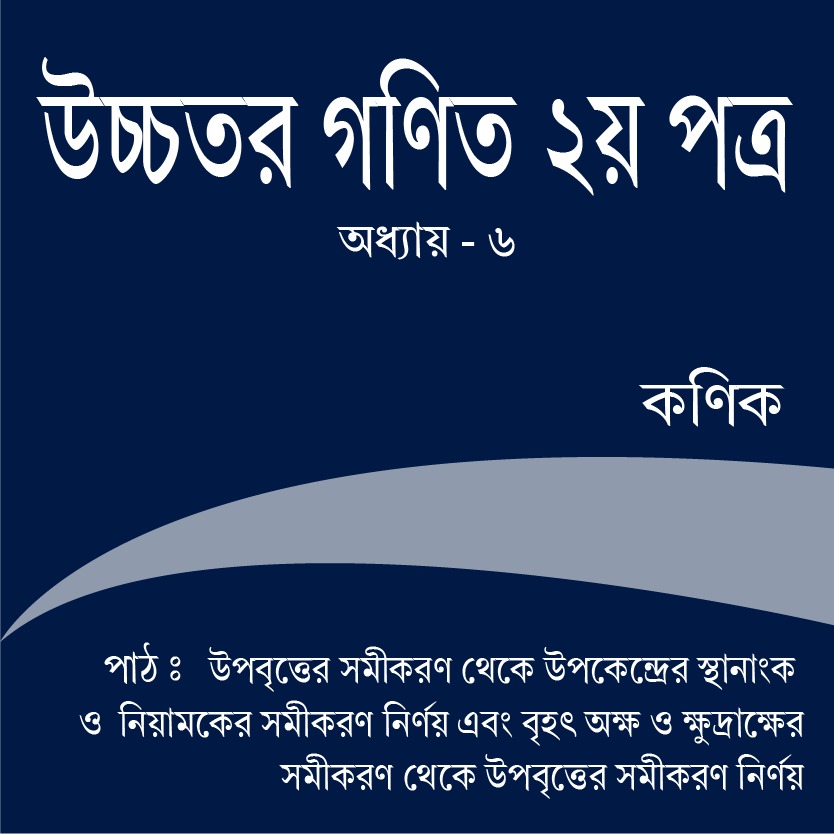 উচ্চতর গণিত ২য় পত্র
অধ্যায় - ৬
কণিক
পাঠ ঃ উপবৃত্তের সমীকরণ থেকে উপকেন্দ্রের স্থানাংক
ও নিয়ামকের সমীকরণ নির্ণয় এবং বৃহৎ অক্ষ ও ক্ষুদ্রাক্ষের
সমীকরণ থেকে উপবৃত্তের সমীকরণ নির্ণয়